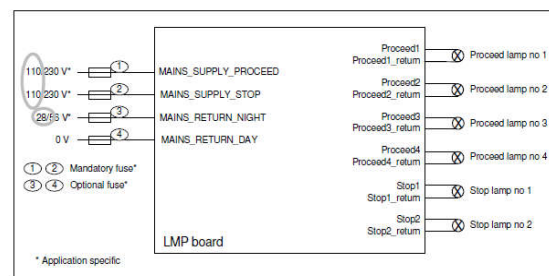 110/230 V* 1 MAINS_SUPPLY_PROCEED
110/230 V* 2 MAINS_SUPPLY_STOP
28/56 V* 3 MAINS_RETURN_NIGHT
0 V 4 MAINS_RETURN_DAY
1 2 Mandatory fuse*
3 4 Optional fuse*
* Application specific
LMP board
Proceed1
Proceed1_return
Proceed lamp no 1
Proceed2
Proceed2_return
Proceed lamp no 2
Proceed3
Proceed3_return
Proceed lamp no 3
Proceed4
Proceed4_return
Proceed lamp no 4
Stop1
Stop1_return
Stop lamp no 1
Stop2
Stop2_return
Stop lamp no 2